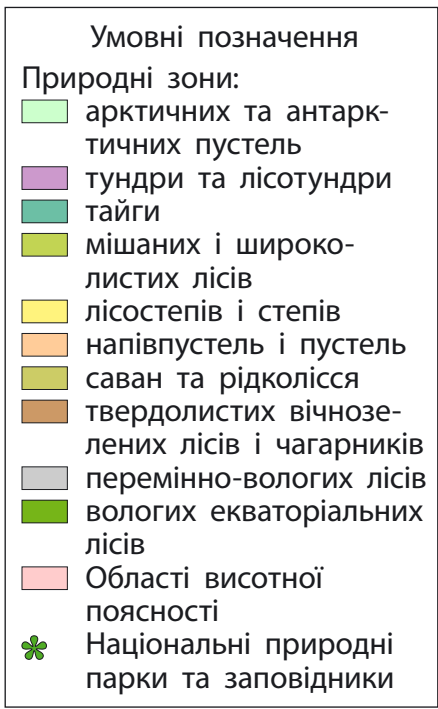 Умовні позначення
Природні зони:
арктичних та антарк-
тичних пустель
тундри та лісотундри
тайги
мішаних і широко-
листих лісів
лісостепів і степів
напівпустель і пустель
саван та рідколісся
твердолистих вічнозе-
лених лісів і чагарників
перемінно-вологих лісів
вологих екваторіальних
лісів
Області висотної
поясності
Національні природні
парки та заповідники